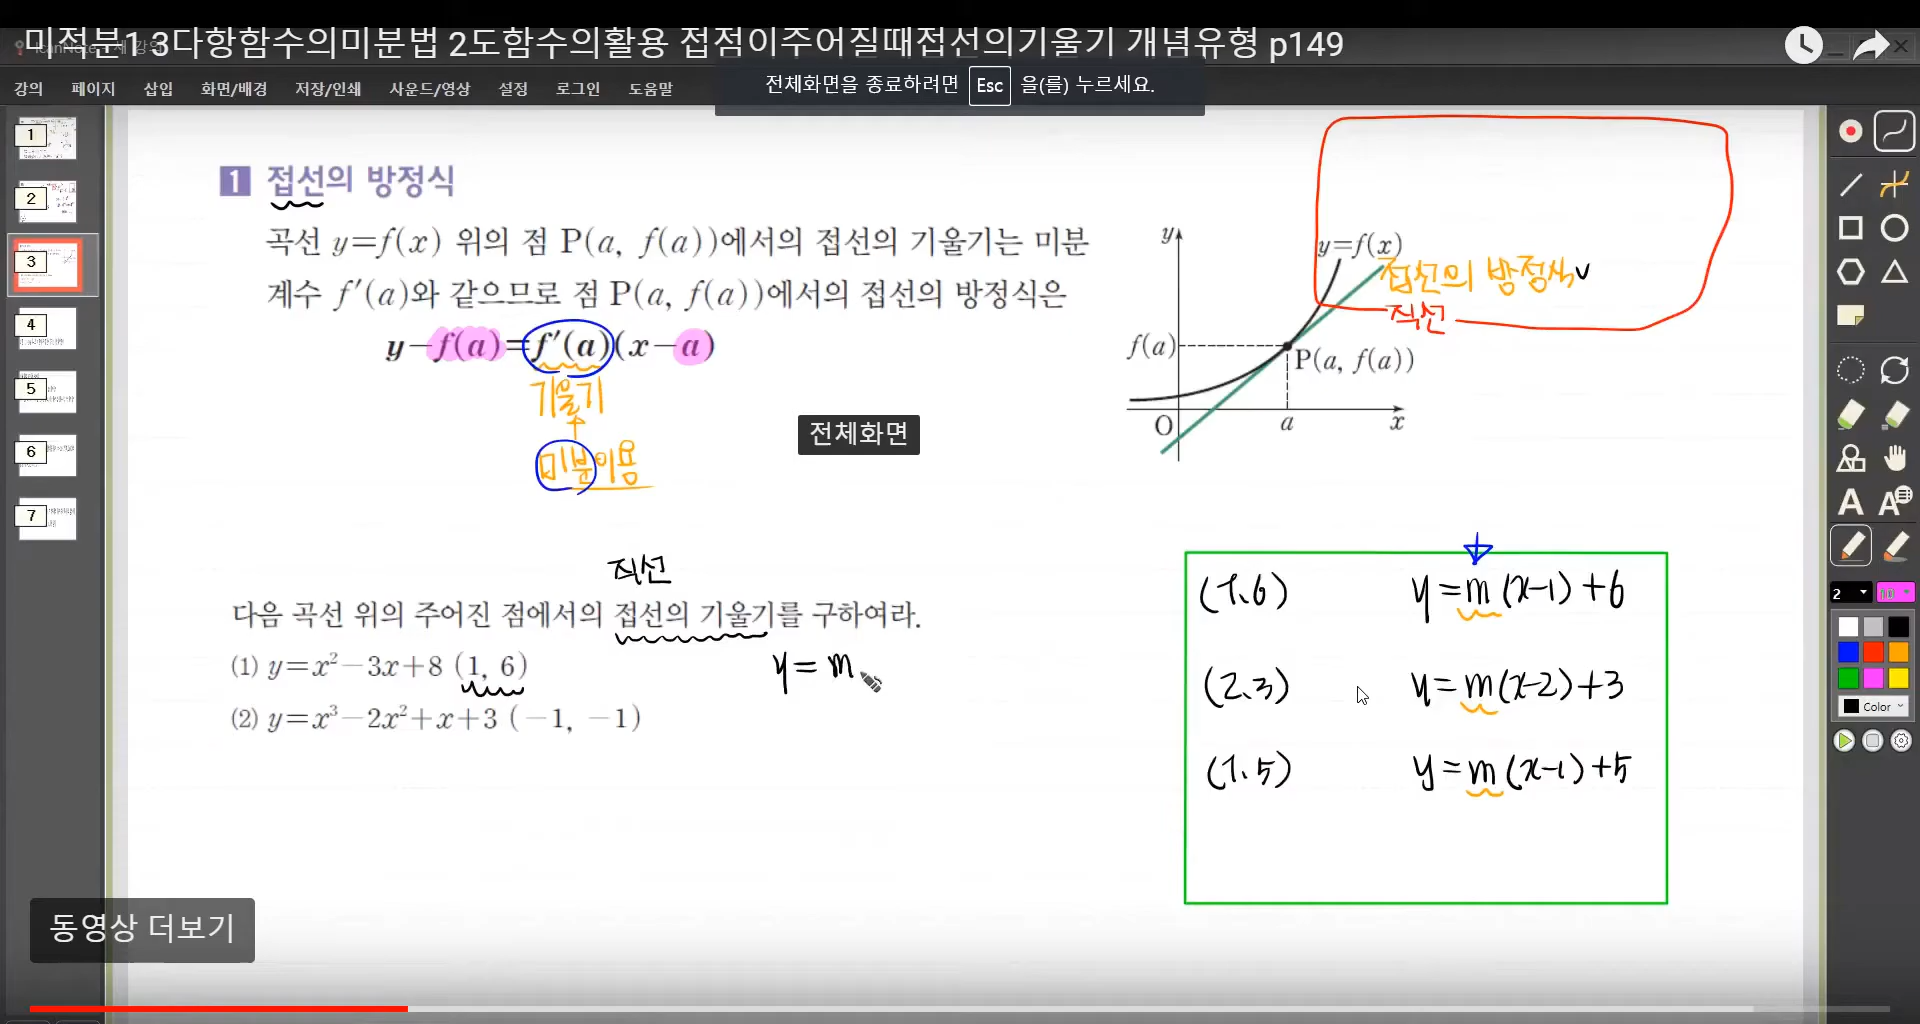 미적분1 3다항함수의미분법 2도함수의활용 접점이주어질때접선의기울기 개념유형 p149
강의 페이지 삽입 화면/배경 저장/인쇄 사운드/영상 설정 로그인 도움말
전체화면을 종료하려면 Esc 을(를) 누르세요.
1
2
3
4
5
6
7
1 접선의 방정식
곡선 y=f(x) 위의 점 P(a, f(a))에서의 접선의 기울기는 미분
계수 f′(a)와 같으므로 점 P(a, f(a))에서의 접선의 방정식은
y−f(a)=f′(a)(x−a)
기울기
미분이용
y
y=f(x)
접선의 방정식
직선
f(a)
P(a, f(a))
O
a
x
전체화면
직선
다음 곡선 위의 주어진 점에서의 접선의 기울기를 구하여라.
(1) y=x²−3x+8 (1, 6)
y=m
(2) y=x³−2x²+x+3 (−1, −1)
(1,6) y=m(x-1)+6
(2,3) y=m(x-2)+3
(1,5) y=m(x-1)+5
동영상 더보기
A
2
10
Color